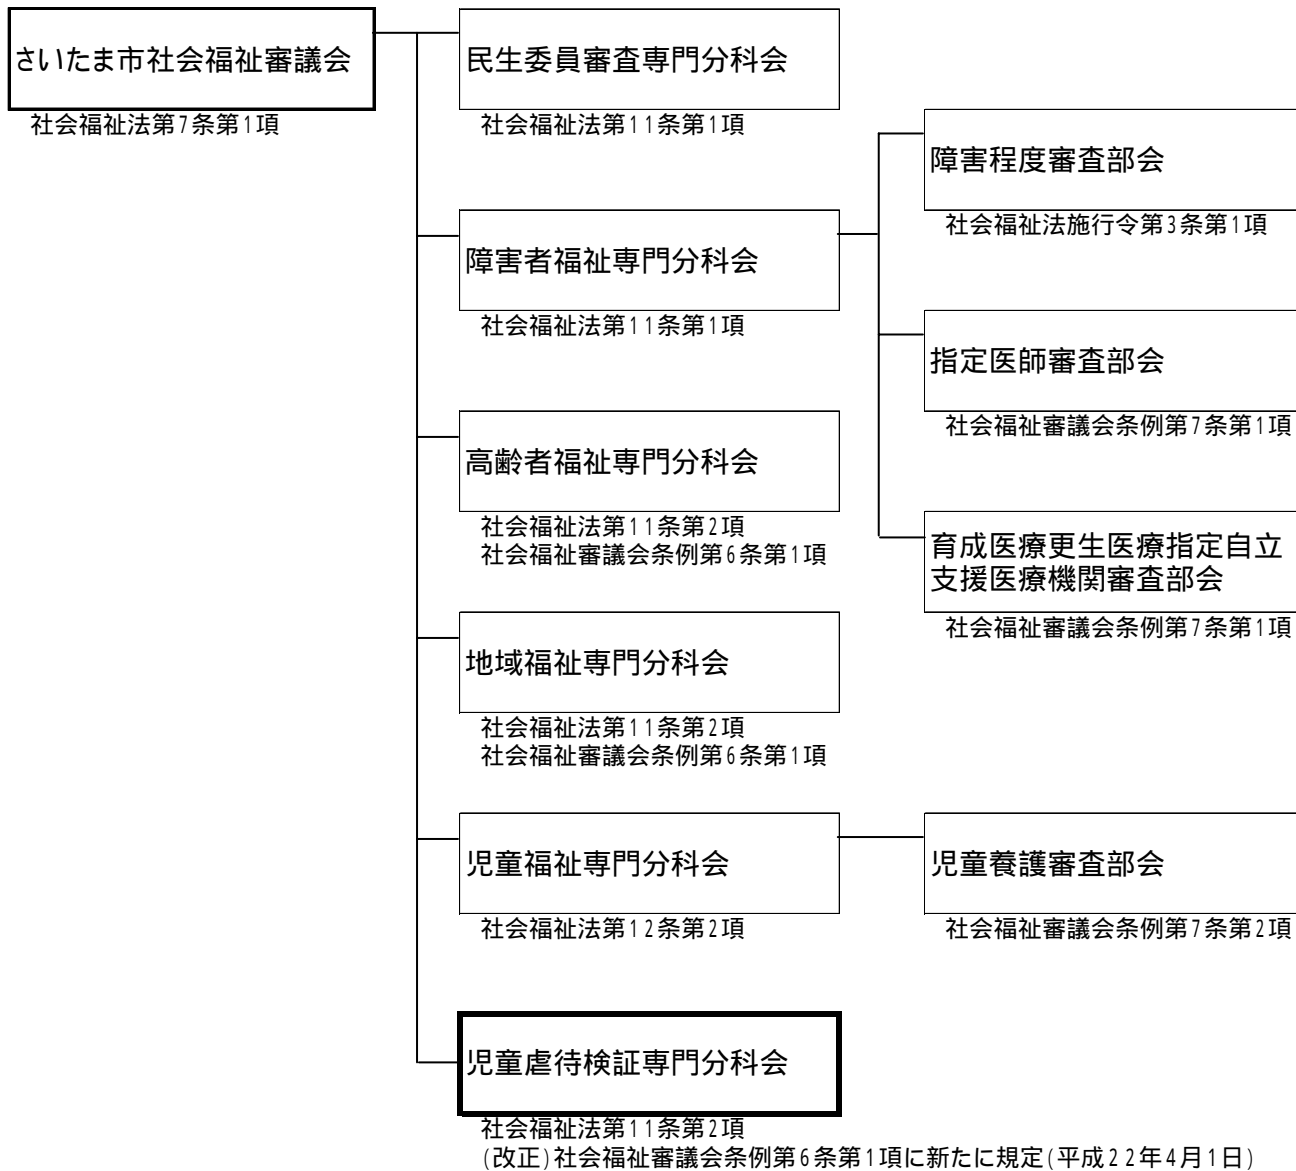 さいたま市社会福祉審議会
社会福祉法第7条第1項
民生委員審査専門分科会
社会福祉法第11条第1項
障害者福祉専門分科会
社会福祉法第11条第1項
障害程度審査部会
社会福祉法施行令第3条第1項
指定医師審査部会
社会福祉審議会条例第7条第1項
育成医療更生医療指定自立
支援医療機関審査部会
社会福祉審議会条例第7条第1項
高齢者福祉専門分科会
社会福祉法第11条第2項
社会福祉審議会条例第6条第1項
地域福祉専門分科会
社会福祉法第11条第2項
社会福祉審議会条例第6条第1項
児童福祉専門分科会
社会福祉法第12条第2項
児童養護審査部会
社会福祉審議会条例第7条第2項
児童虐待検証専門分科会
社会福祉法第11条第2項
(改正)社会福祉審議会条例第6条第1項に新たに規定(平成22年4月1日)